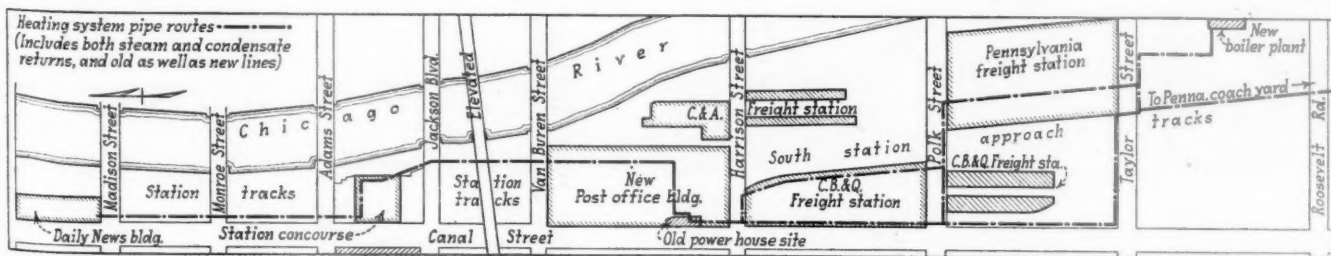 Heating system pipe routes
(Includes both steam and condensate
returns, and old as well as new lines)
Madison Street
Monroe Street
Adams Street
Jackson Blvd.
Elevated
Van Buren Street
Harrison Street
Polk Street
Taylor Street
Roosevelt Rd.
Chicago River
Station tracks
Station
tracks
New
Post office bldg.
C.& A.
Freight station
South station approach tracks
C.B.&Q.
Freight station
Pennsylvania
freight station
C.B.&Q. Freight sta.
New
boiler plant
To Penna. coach yard
Daily News bldg.
Station concourse
Canal Street
Old power house site